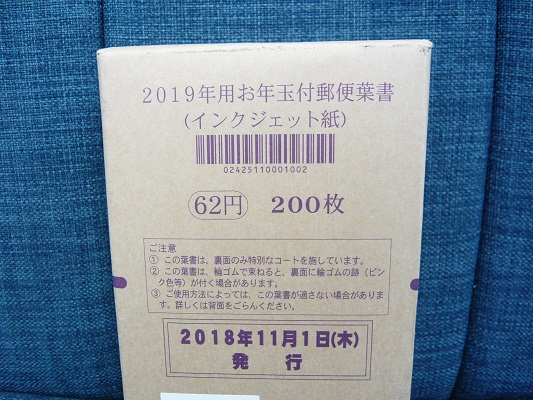 2019年用お年玉付郵便葉書
(インクジェット紙)
02425110001002
62円 200枚
ご注意
① この葉書は、裏面のみ特別なコートを施しています。
② この葉書は、輪ゴムで束ねると、裏面に輪ゴムの跡（ピン
ク色等）が付く場合があります。
③ ご使用方法によっては、この葉書が適さない場合がありま
す。詳しくは背面をごらんください。
2018年11月1日(木)
発 行